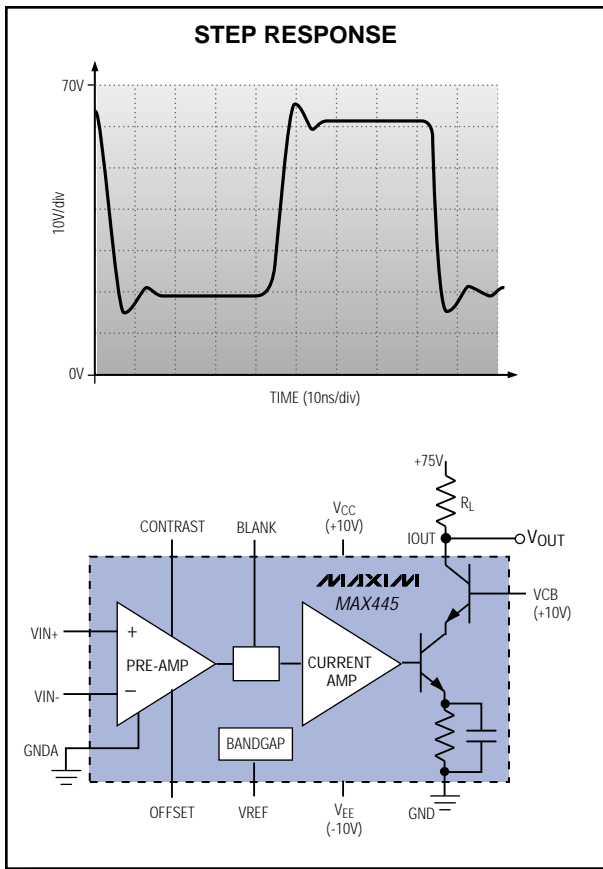 STEP RESPONSE
70V
10V/div
0V
TIME (10ns/div)
+75V
RL
VCC
(+10V)
CONTRAST
BLANK
IOUT
VOUT
MAXIM
MAX445
VCB
(+10V)
VIN+
+
PRE-AMP
CURRENT
AMP
VIN-
−
GNDA
BANDGAP
OFFSET
VREF
VEE
(-10V)
GND